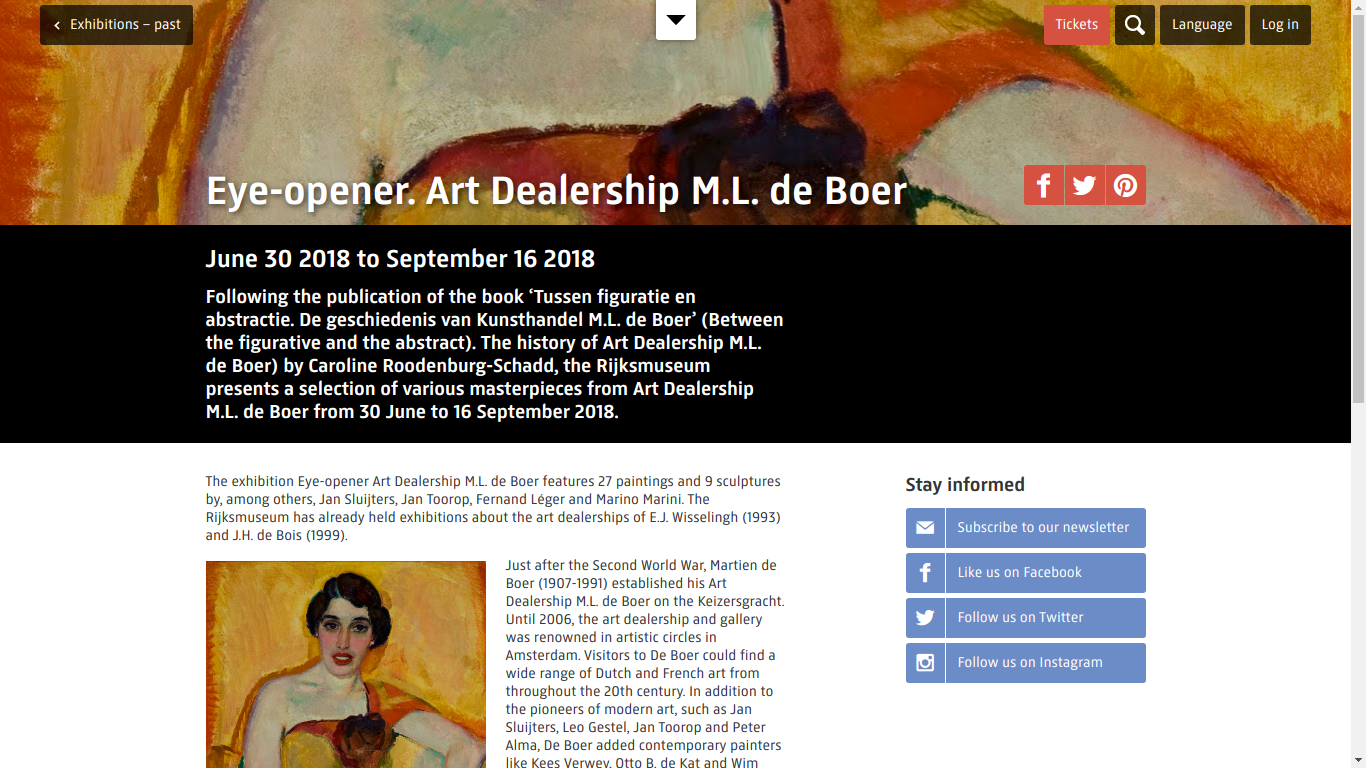 Exhibitions – past
Tickets
Language
Log in
Eye-opener. Art Dealership M.L. de Boer
June 30 2018 to September 16 2018
Following the publication of the book ‘Tussen figuratie en
abstractie. De geschiedenis van Kunsthandel M.L. de Boer’ (Between
the figurative and the abstract). The history of Art Dealership M.L.
de Boer) by Caroline Roodenburg-Schadd, the Rijksmuseum
presents a selection of various masterpieces from Art Dealership
M.L. de Boer from 30 June to 16 September 2018.
The exhibition Eye-opener Art Dealership M.L. de Boer features 27 paintings and 9 sculptures
by, among others, Jan Sluijters, Jan Toorop, Fernand Léger and Marino Marini. The
Rijksmuseum has already held exhibitions about the art dealerships of E.J. Wisselingh (1993)
and J.H. de Bois (1999).
Just after the Second World War, Martien de
Boer (1907-1991) established his Art
Dealership M.L. de Boer on the Keizersgracht.
Until 2006, the art dealership and gallery
was renowned in artistic circles in
Amsterdam. Visitors to De Boer could find a
wide range of Dutch and French art from
throughout the 20th century. In addition to
the pioneers of modern art, such as Jan
Sluijters, Leo Gestel, Jan Toorop and Peter
Alma, De Boer added contemporary painters
like Kees Verwey, Otto B. de Kat and Wim
Stay informed
Subscribe to our newsletter
Like us on Facebook
Follow us on Twitter
Follow us on Instagram